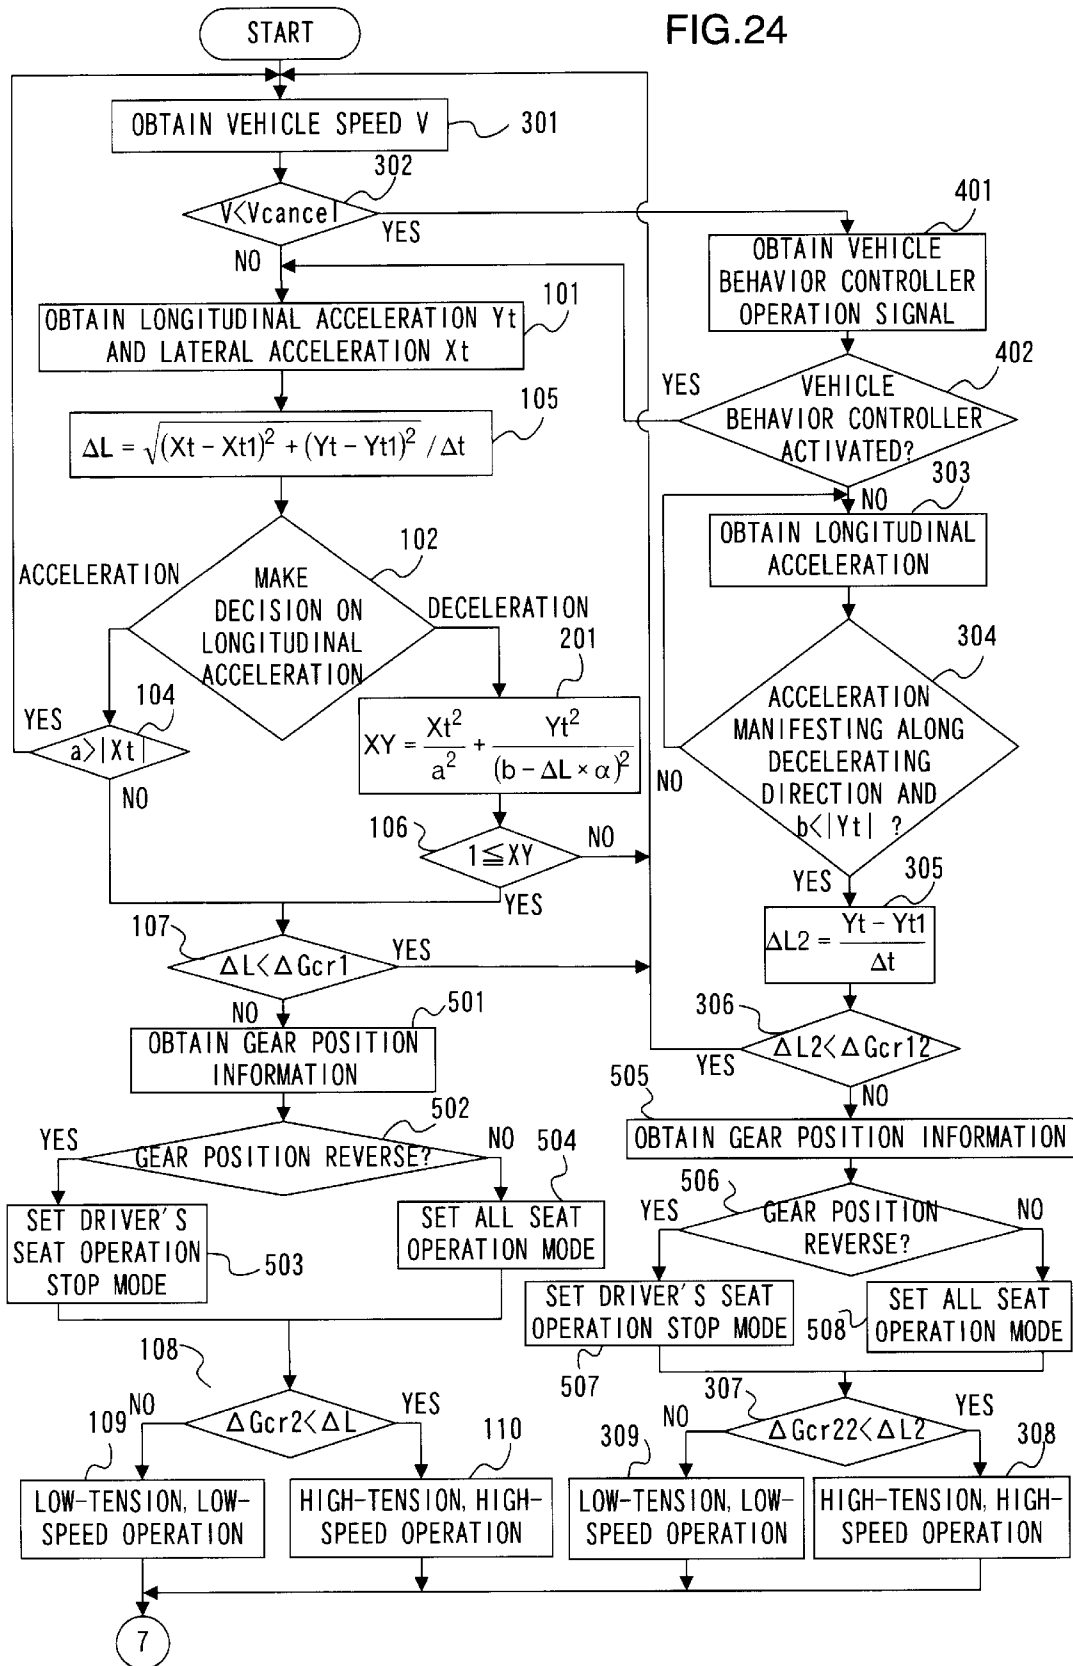 FIG.24
START
OBTAIN VEHICLE SPEED V
301
302
V<Vcancel
YES
NO
401
OBTAIN VEHICLE
BEHAVIOR CONTROLLER
OPERATION SIGNAL
101
OBTAIN LONGITUDINAL ACCELERATION Yt
AND LATERAL ACCELERATION Xt
402
YES
VEHICLE
BEHAVIOR CONTROLLER
ACTIVATED?
NO
105
ΔL = √(Xt – Xt1)² + (Yt – Yt1)² / Δt
303
OBTAIN LONGITUDINAL
ACCELERATION
102
ACCELERATION
MAKE
DECISION ON
LONGITUDINAL
ACCELERATION
DECELERATION
304
ACCELERATION
MANIFESTING ALONG
DECELERATING
DIRECTION AND
b<|Yt| ?
NO
YES
201
XY = Xt²/a² + Yt²/(b – ΔL × α)²
104
YES
a>|Xt|
NO
106
1≦XY
NO
YES
305
ΔL2 = Yt – Yt1/Δt
107
ΔL<ΔGcr1
YES
NO
306
ΔL2<ΔGcr12
YES
NO
501
OBTAIN GEAR POSITION
INFORMATION
505
OBTAIN GEAR POSITION INFORMATION
502
YES
GEAR POSITION REVERSE?
NO
506
YES
GEAR POSITION
REVERSE?
NO
SET DRIVER'S
SEAT OPERATION
STOP MODE
503
504
SET ALL SEAT
OPERATION MODE
SET DRIVER'S SEAT
OPERATION STOP MODE
507
508
SET ALL SEAT
OPERATION MODE
108
NO
ΔGcr2<ΔL
YES
307
NO
ΔGcr22<ΔL2
YES
109
LOW-TENSION, LOW-
SPEED OPERATION
110
HIGH-TENSION, HIGH-
SPEED OPERATION
309
LOW-TENSION, LOW-
SPEED OPERATION
308
HIGH-TENSION, HIGH-
SPEED OPERATION
7